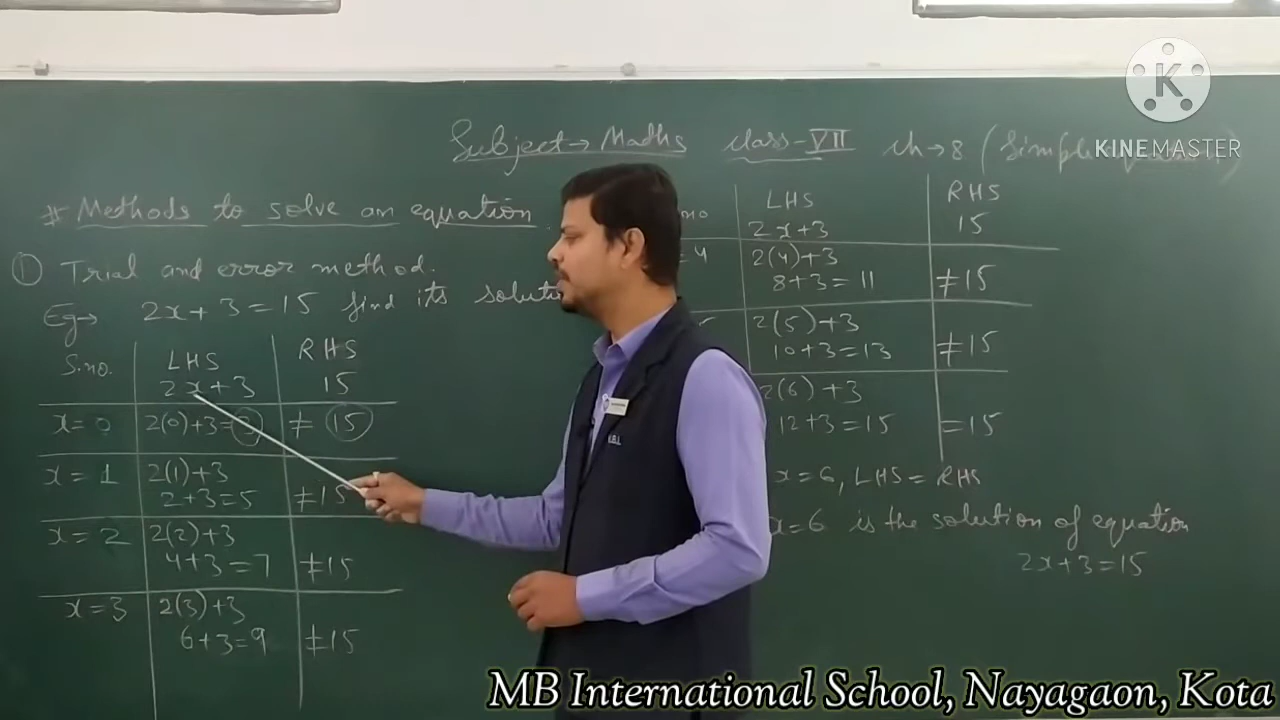 K
KINEMASTER
Subject→ Maths class-VII ch→8 (Simple
# Methods to solve an equation
① Trial and error method.
Eg→ 2x+3=15 find its solution
S.no. LHS RHS
2x+3 15
x=0 2(0)+3=3 ≠ 15
x=1 2(1)+3
2+3=5 ≠15
x=2 2(2)+3
4+3=7 ≠15
x=3 2(3)+3
6+3=9 ≠15
no LHS RHS
2x+3 15
=4 2(4)+3
8+3=11 ≠15
2(5)+3
10+3=13 ≠15
2(6)+3
12+3=15 =15
x=6, LHS=RHS
x=6 is the solution of equation
2x+3=15
MB International School, Nayagaon, Kota